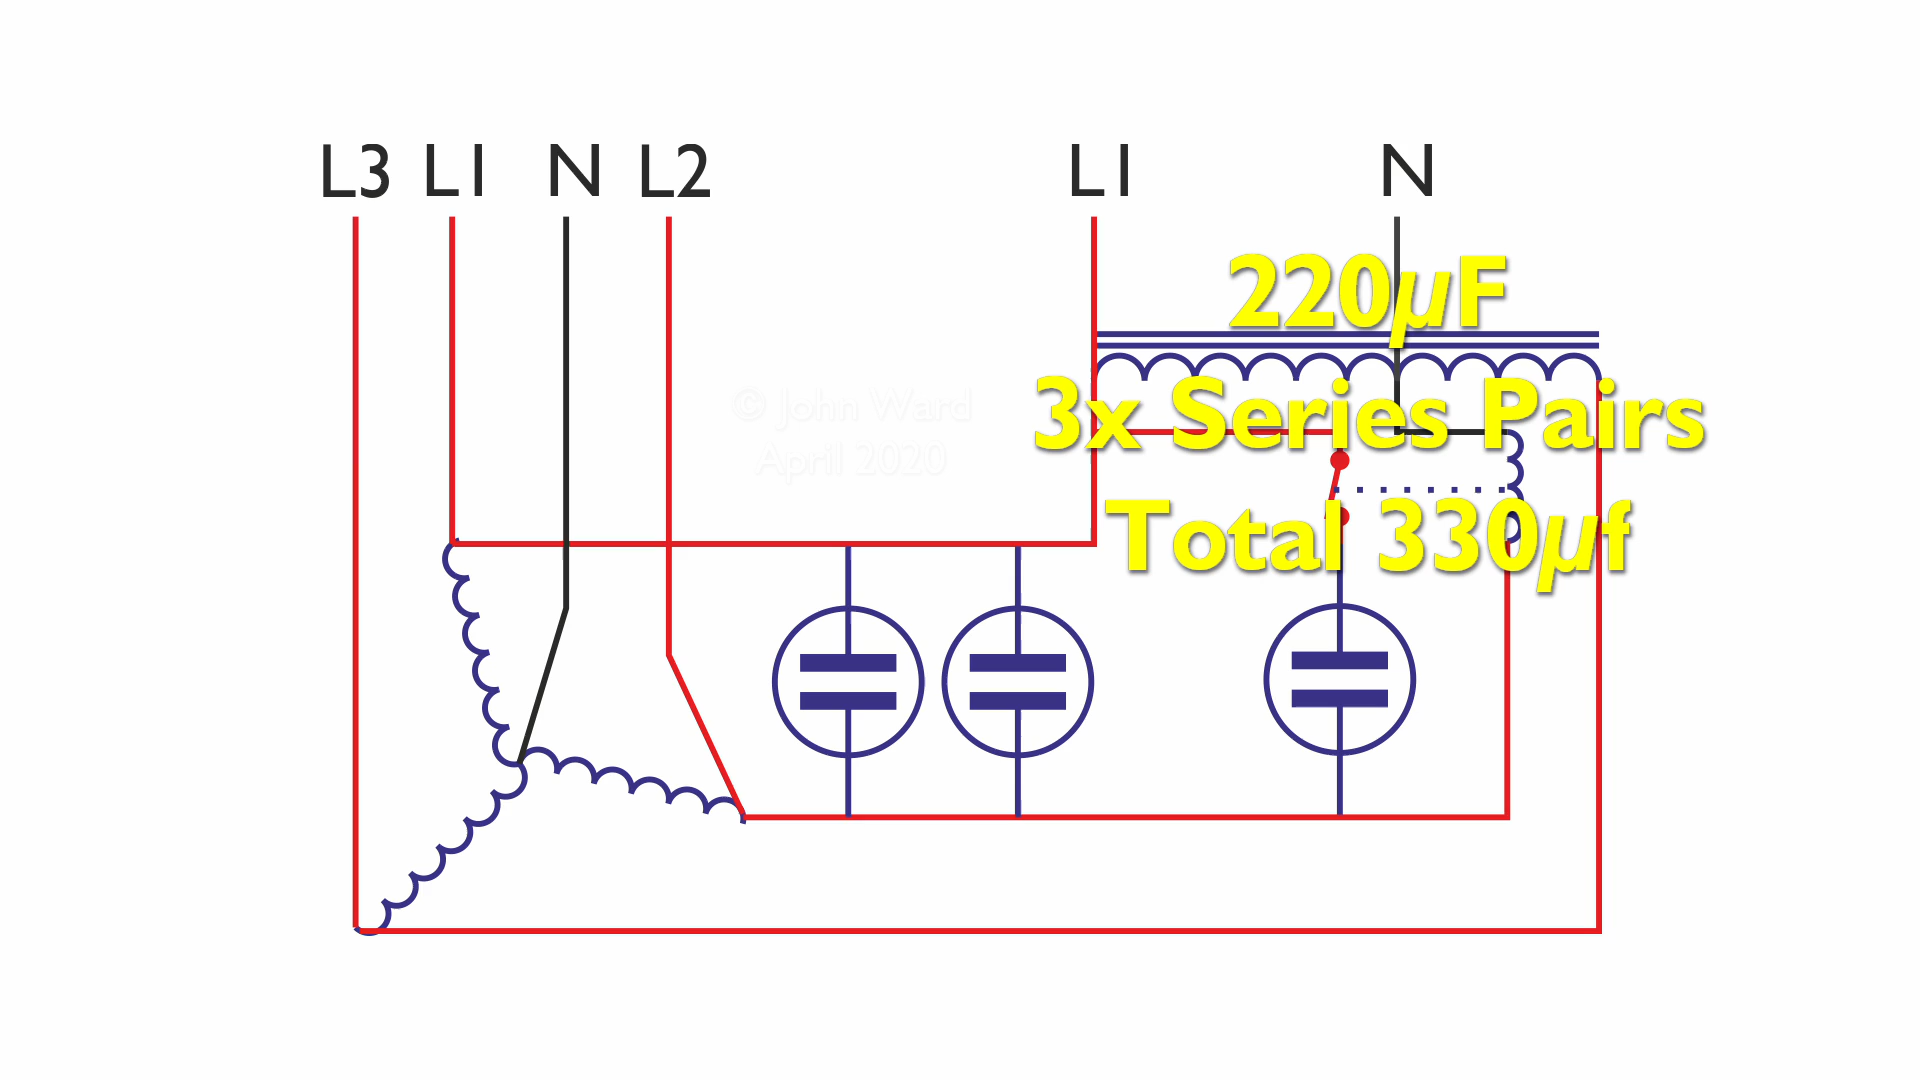 L3 L1 N L2 L1 N
220µF
3x Series Pairs
Total 330µf
© John Ward
April 2020